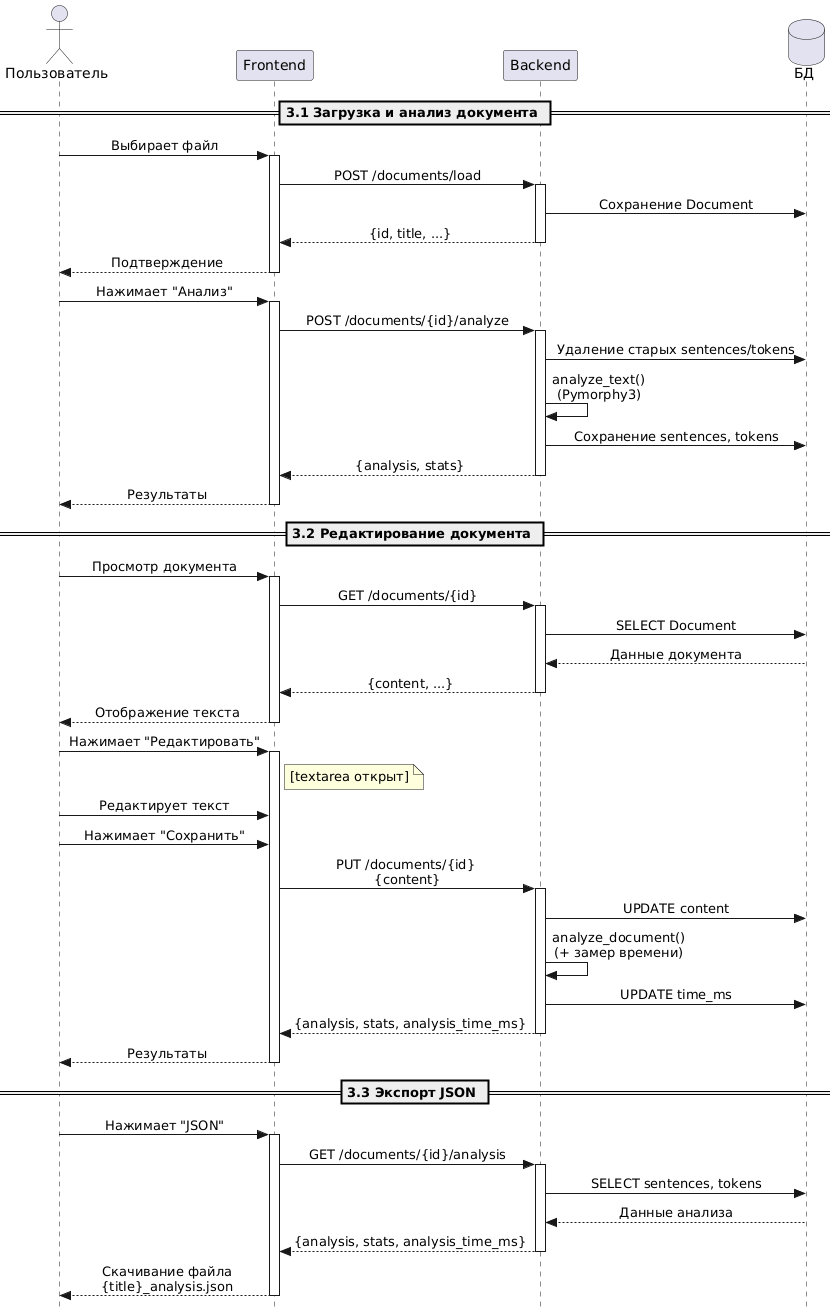 Пользователь
Frontend
Backend
БД
3.1 Загрузка и анализ документа
Выбирает файл
POST /documents/load
Сохранение Document
{id, title, ...}
Подтверждение
Нажимает "Анализ"
POST /documents/{id}/analyze
Удаление старых sentences/tokens
analyze_text()
(Pymorphy3)
Сохранение sentences, tokens
{analysis, stats}
Результаты
3.2 Редактирование документа
Просмотр документа
GET /documents/{id}
SELECT Document
Данные документа
{content, ...}
Отображение текста
Нажимает "Редактировать"
[textarea открыт]
Редактирует текст
Нажимает "Сохранить"
PUT /documents/{id}
{content}
UPDATE content
analyze_document()
(+ замер времени)
UPDATE time_ms
{analysis, stats, analysis_time_ms}
Результаты
3.3 Экспорт JSON
Нажимает "JSON"
GET /documents/{id}/analysis
SELECT sentences, tokens
Данные анализа
{analysis, stats, analysis_time_ms}
Скачивание файла
{title}_analysis.json